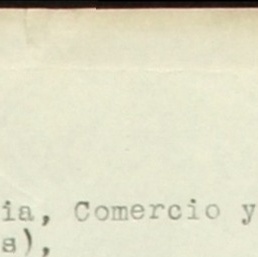 ia, Comercio y
s),